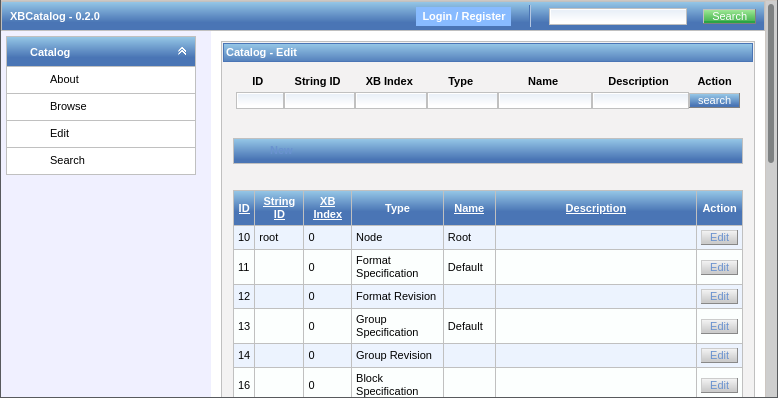 XBCatalog - 0.2.0 Login / Register Search
Catalog
About
Browse
Edit
Search
Catalog - Edit
ID String ID XB Index Type Name Description Action
search
New
ID String ID XB Index Type Name Description Action
10 root 0 Node Root Edit
11 0 Format Specification Default Edit
12 0 Format Revision Edit
13 0 Group Specification Default Edit
14 0 Group Revision Edit
16 0 Block Specification Edit